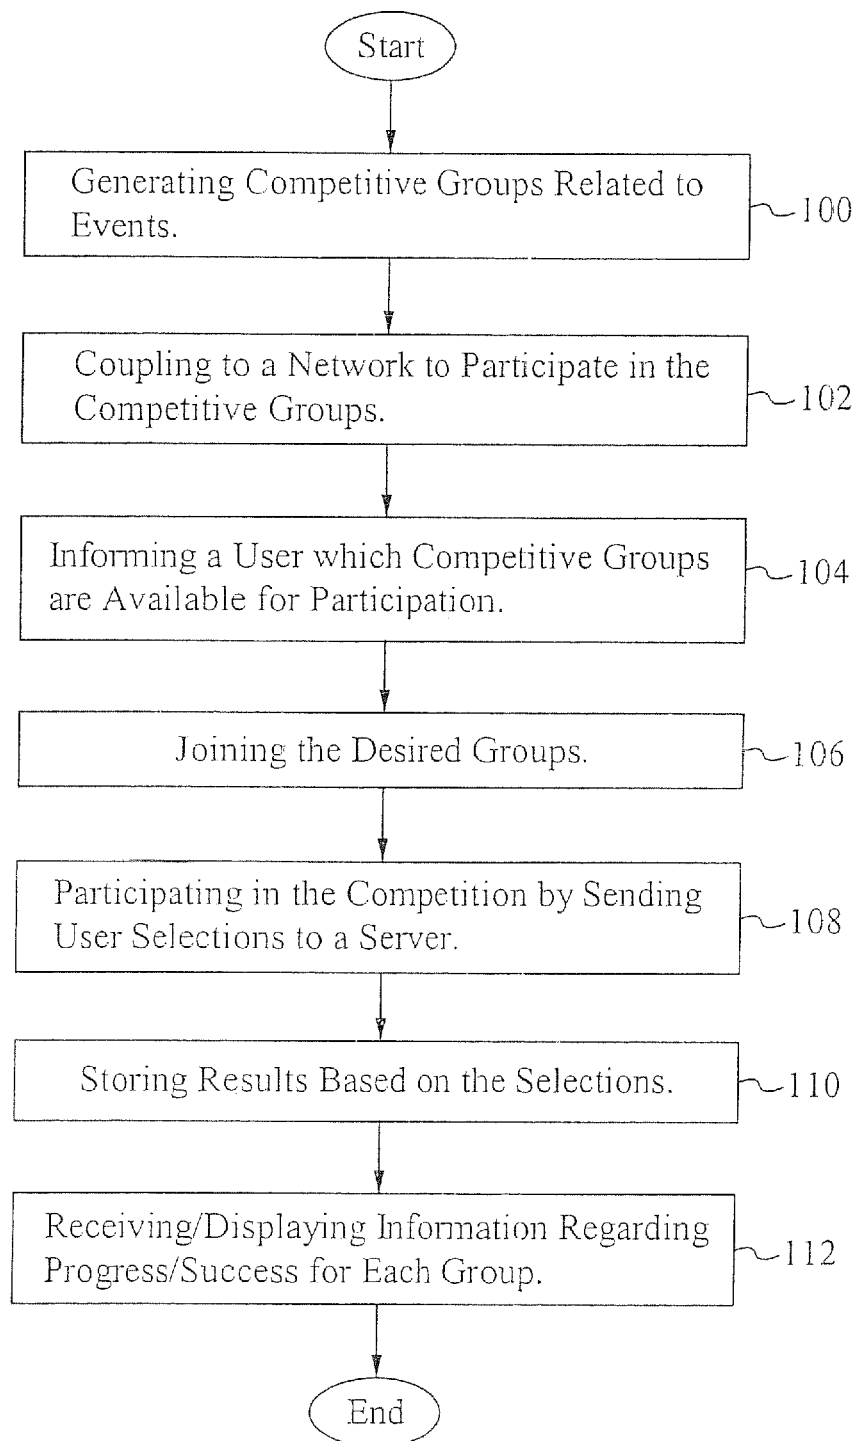 Start
Generating Competitive Groups Related to
Events.
100
Coupling to a Network to Participate in the
Competitive Groups.
102
Informing a User which Competitive Groups
are Available for Participation.
104
Joining the Desired Groups.
106
Participating in the Competition by Sending
User Selections to a Server.
108
Storing Results Based on the Selections.
110
Receiving/Displaying Information Regarding
Progress/Success for Each Group.
112
End